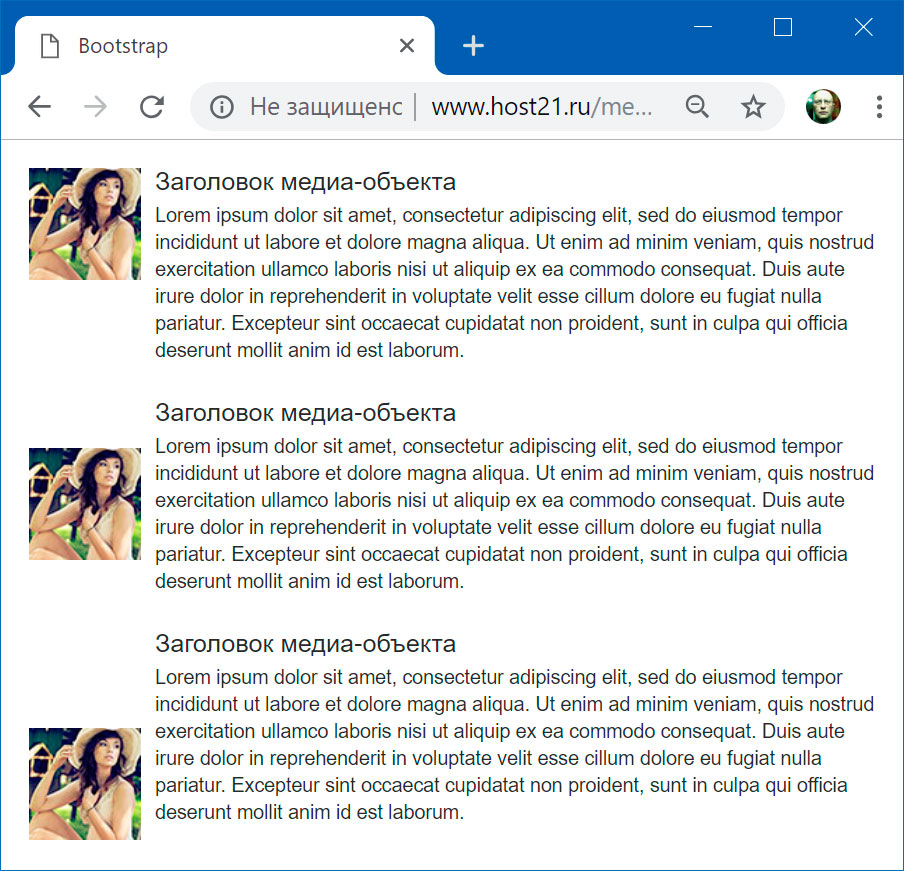 Bootstrap
Не защищенс
www.host21.ru/me...
Заголовок медиа-объекта
Lorem ipsum dolor sit amet, consectetur adipiscing elit, sed do eiusmod tempor
incididunt ut labore et dolore magna aliqua. Ut enim ad minim veniam, quis nostrud
exercitation ullamco laboris nisi ut aliquip ex ea commodo consequat. Duis aute
irure dolor in reprehenderit in voluptate velit esse cillum dolore eu fugiat nulla
pariatur. Excepteur sint occaecat cupidatat non proident, sunt in culpa qui officia
deserunt mollit anim id est laborum.
Заголовок медиа-объекта
Lorem ipsum dolor sit amet, consectetur adipiscing elit, sed do eiusmod tempor
incididunt ut labore et dolore magna aliqua. Ut enim ad minim veniam, quis nostrud
exercitation ullamco laboris nisi ut aliquip ex ea commodo consequat. Duis aute
irure dolor in reprehenderit in voluptate velit esse cillum dolore eu fugiat nulla
pariatur. Excepteur sint occaecat cupidatat non proident, sunt in culpa qui officia
deserunt mollit anim id est laborum.
Заголовок медиа-объекта
Lorem ipsum dolor sit amet, consectetur adipiscing elit, sed do eiusmod tempor
incididunt ut labore et dolore magna aliqua. Ut enim ad minim veniam, quis nostrud
exercitation ullamco laboris nisi ut aliquip ex ea commodo consequat. Duis aute
irure dolor in reprehenderit in voluptate velit esse cillum dolore eu fugiat nulla
pariatur. Excepteur sint occaecat cupidatat non proident, sunt in culpa qui officia
deserunt mollit anim id est laborum.